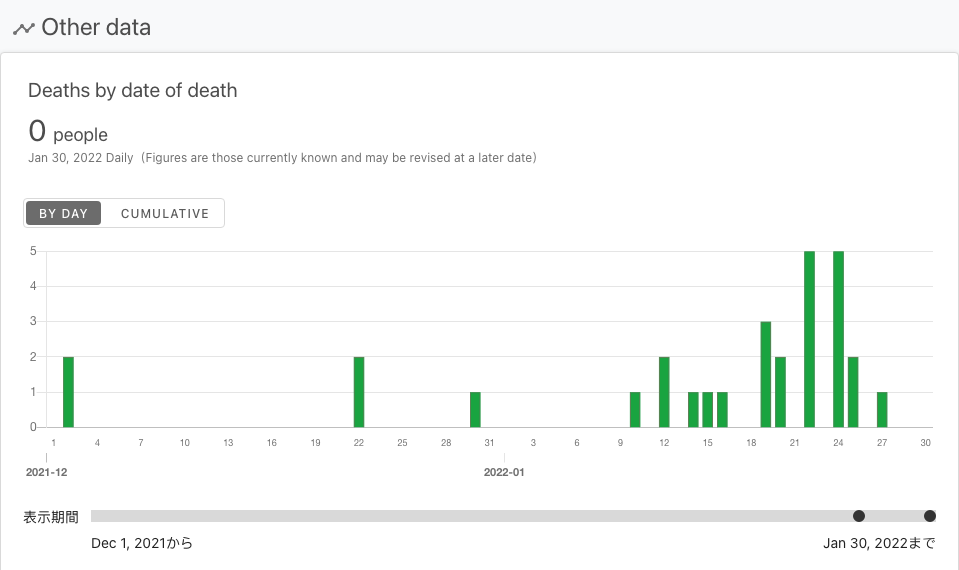 Other data
Deaths by date of death
0 people
Jan 30, 2022 Daily (Figures are those currently known and may be revised at a later date)
BY DAY CUMULATIVE
5
4
3
2
1
0
1 4 7 10 13 16 19 22 25 28 31 3 6 9 12 15 18 21 24 27 30
2021-12 2022-01
表示期間
Dec 1, 2021から Jan 30, 2022まで